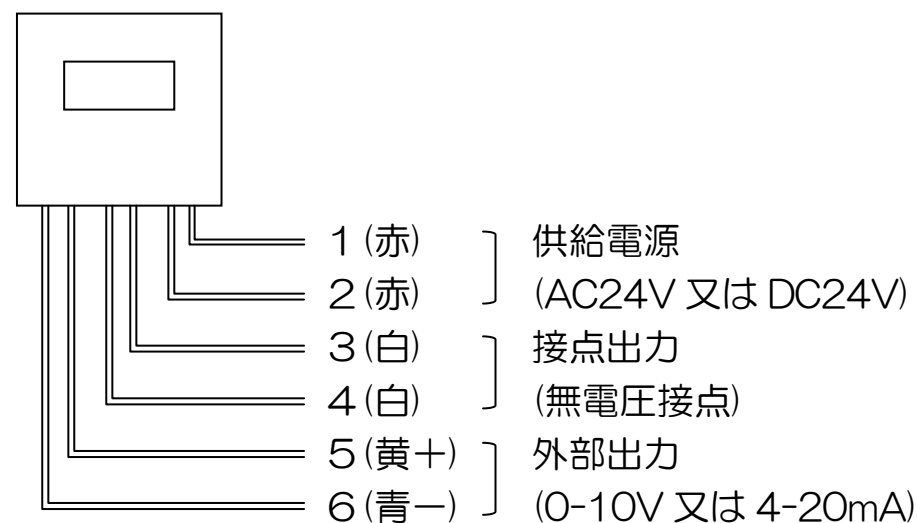 1(赤) 供給電源
2(赤) (AC24V 又は DC24V)
3(白) 接点出力
4(白) (無電圧接点)
5(黄+) 外部出力
6(青ー) (0-10V 又は 4-20mA)